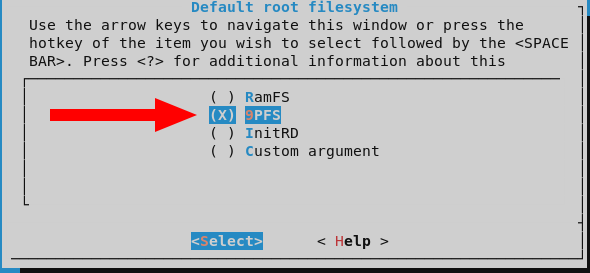 Default root filesystem
Use the arrow keys to navigate this window or press the
hotkey of the item you wish to select followed by the <SPACE
BAR>. Press <?> for additional information about this
( ) RamFS
(X) 9PFS
( ) InitRD
( ) Custom argument
<Select> < Help >